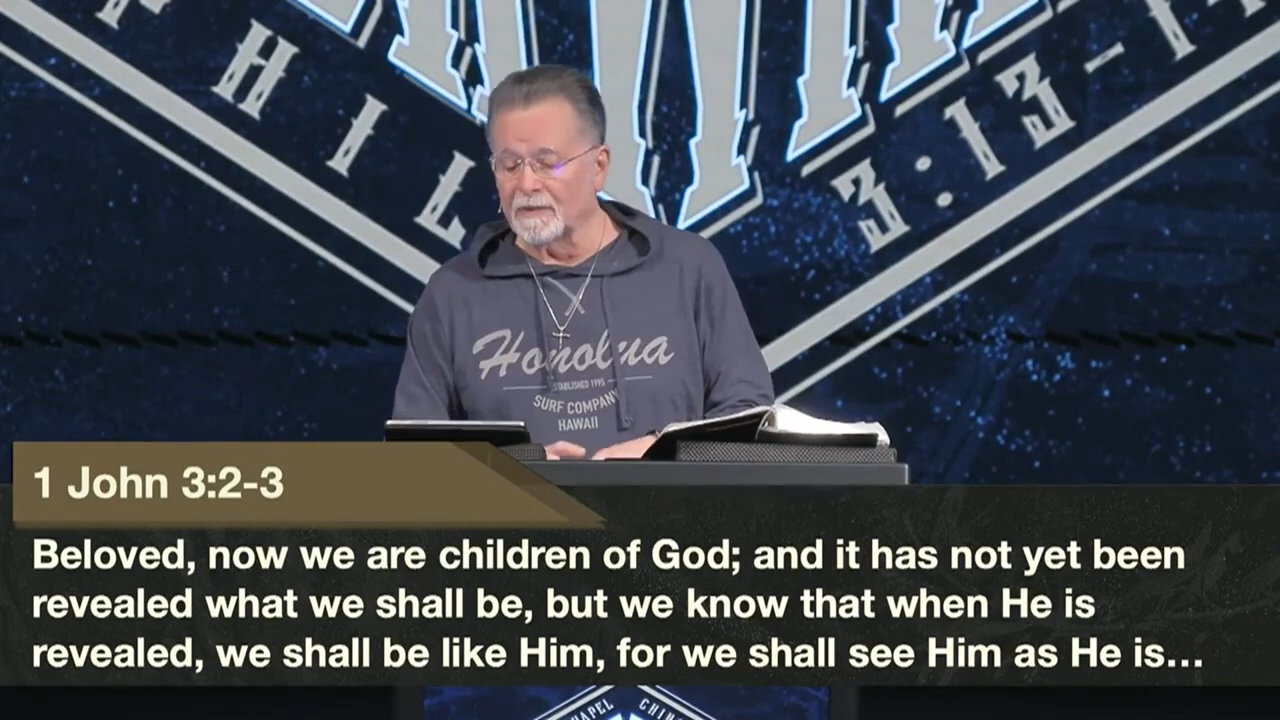 PHIL
3:13-1
Honolua
ESTABLISHED 1995
SURF COMPANY
HAWAII
1 John 3:2-3
Beloved, now we are children of God; and it has not yet been
revealed what we shall be, but we know that when He is
revealed, we shall be like Him, for we shall see Him as He is...